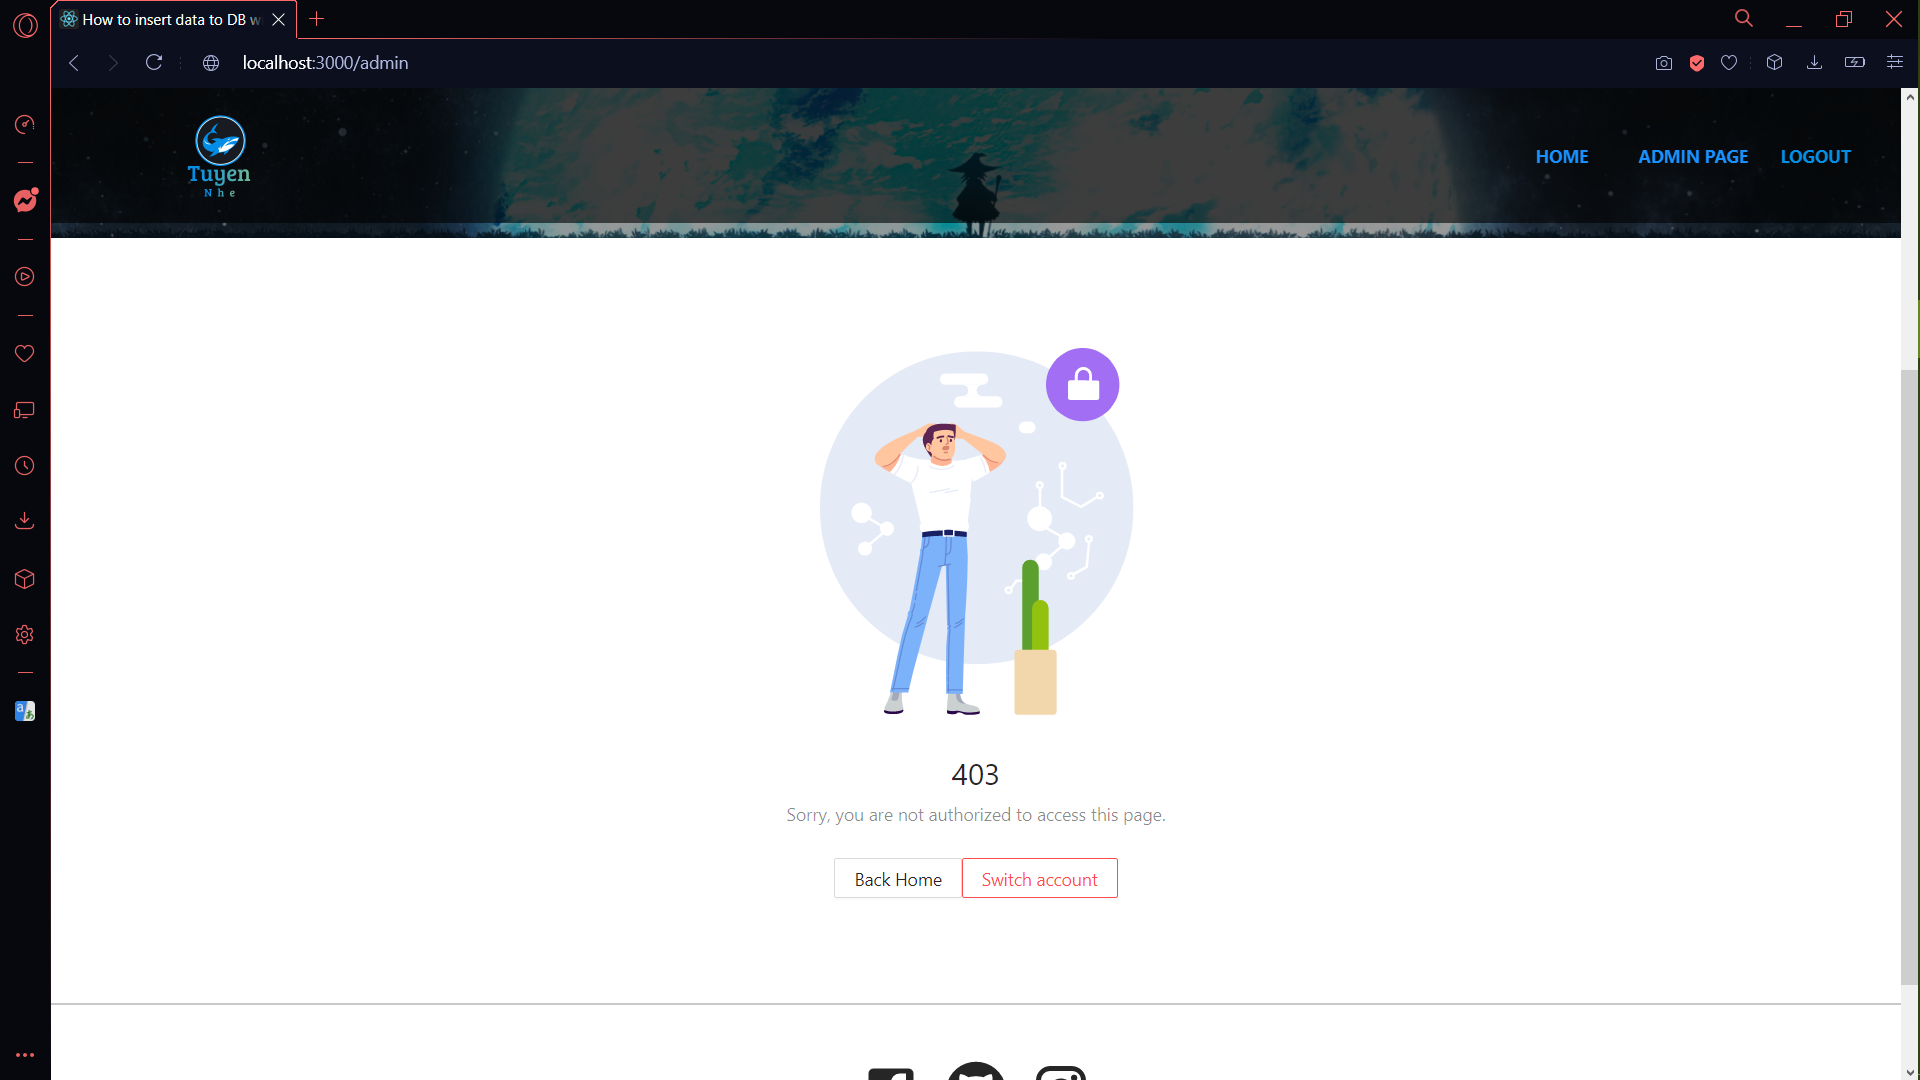 How to insert data to DB w
localhost:3000/admin
Tuyen
Nhe
HOME
ADMIN PAGE
LOGOUT
403
Sorry, you are not authorized to access this page.
Back Home
Switch account